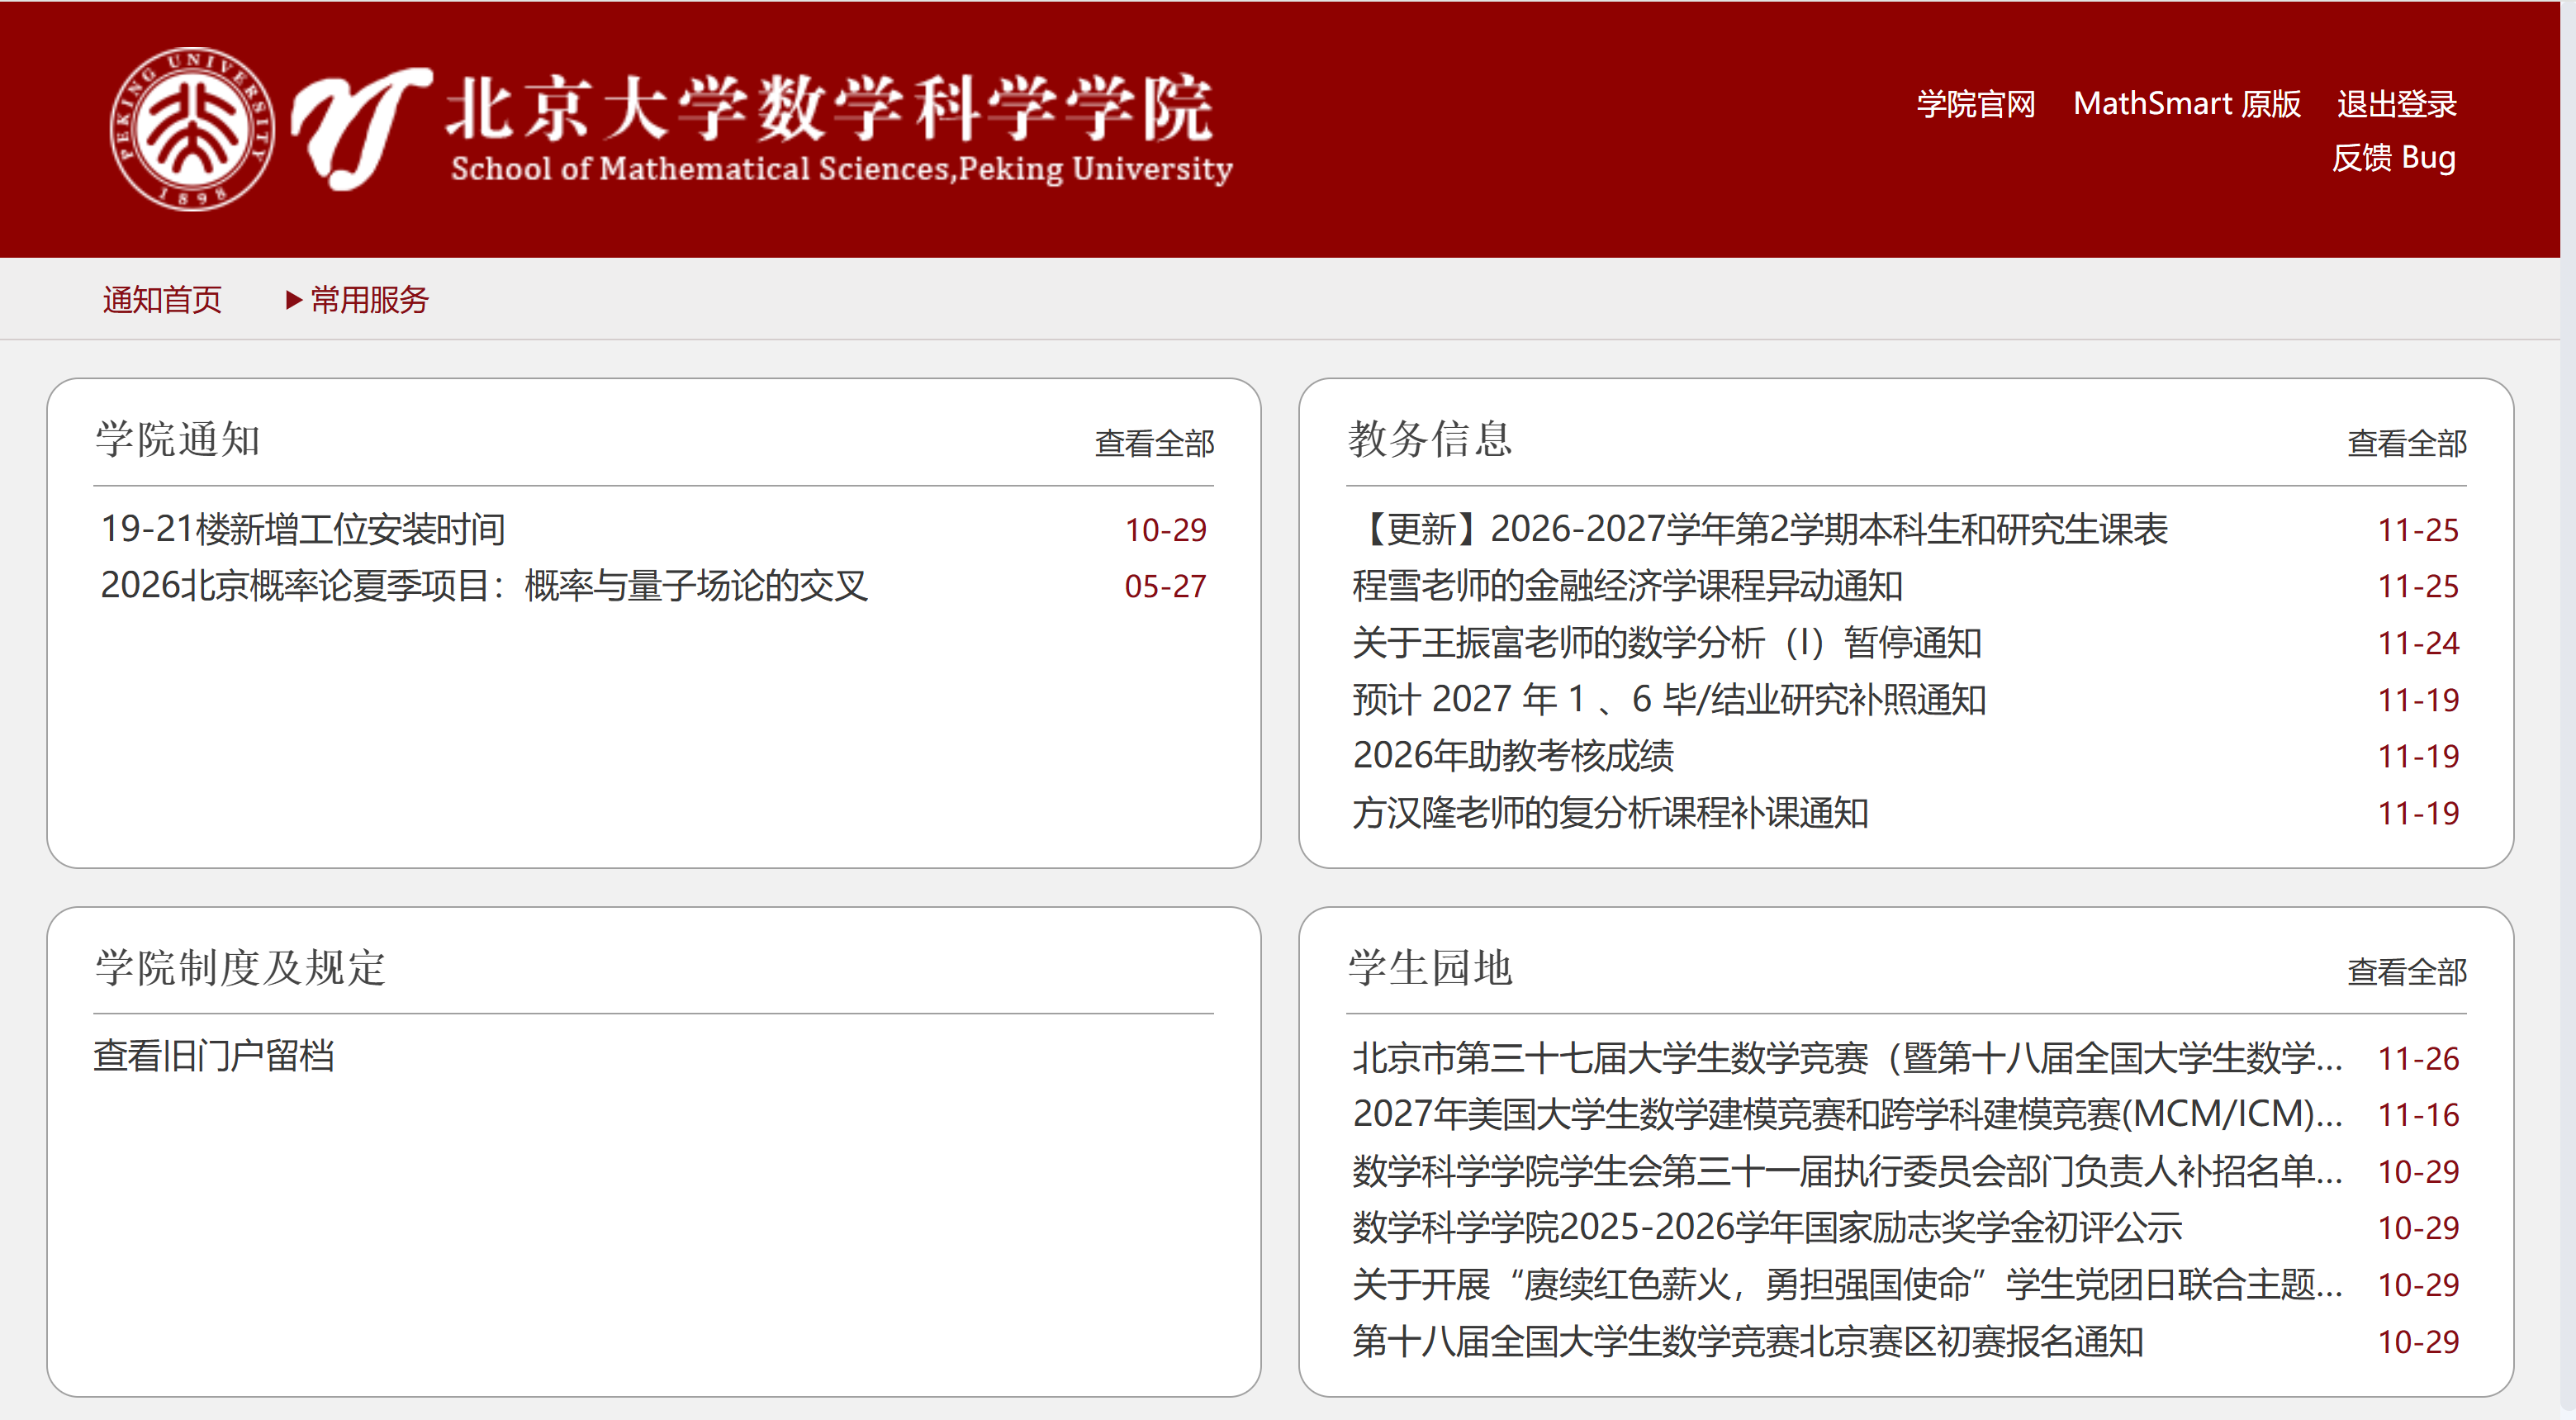 PEKING UNIVERSITY 1898
北京大学数学科学学院
School of Mathematical Sciences,Peking University
学院官网 MathSmart 原版 退出登录
反馈 Bug
通知首页 ▶常用服务
学院通知 查看全部
19-21楼新增工位安装时间 10-29
2026北京概率论夏季项目：概率与量子场论的交叉 05-27
教务信息 查看全部
【更新】2026-2027学年第2学期本科生和研究生课表 11-25
程雪老师的金融经济学课程异动通知 11-25
关于王振富老师的数学分析（I）暂停通知 11-24
预计 2027 年 1 、6 毕/结业研究补照通知 11-19
2026年助教考核成绩 11-19
方汉隆老师的复分析课程补课通知 11-19
学院制度及规定
查看旧门户留档
学生园地 查看全部
北京市第三十七届大学生数学竞赛（暨第十八届全国大学生数学... 11-26
2027年美国大学生数学建模竞赛和跨学科建模竞赛(MCM/ICM)... 11-16
数学科学学院学生会第三十一届执行委员会部门负责人补招名单... 10-29
数学科学学院2025-2026学年国家励志奖学金初评公示 10-29
关于开展“赓续红色薪火，勇担强国使命”学生党团日联合主题... 10-29
第十八届全国大学生数学竞赛北京赛区初赛报名通知 10-29